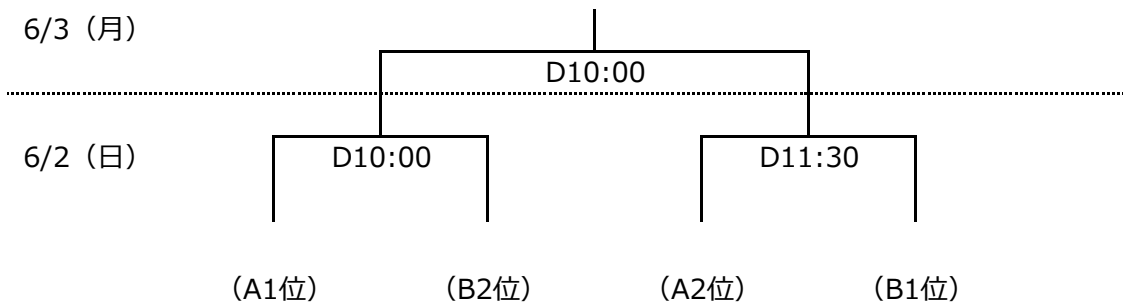 6/3（月）
D10:00
6/2（日）
D10:00
D11:30
（A1位）
（B2位）
（A2位）
（B1位）